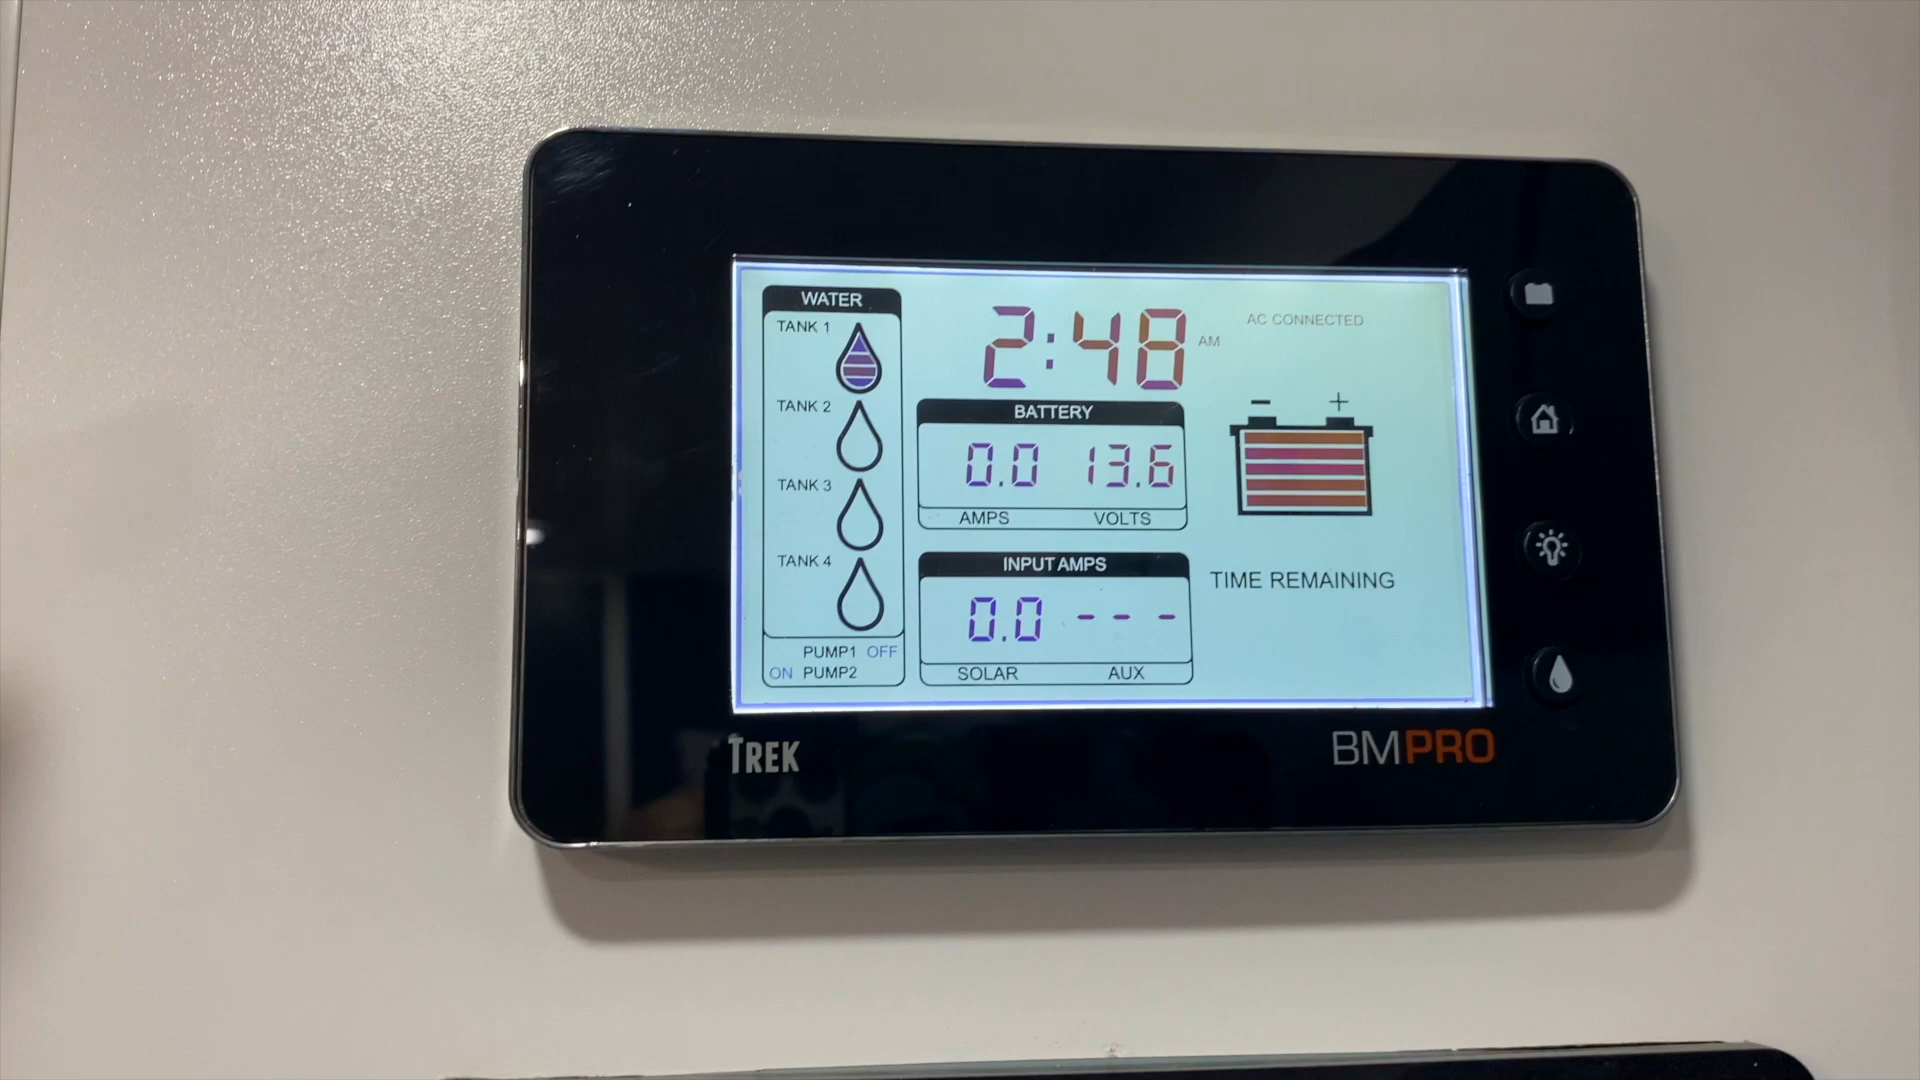 WATER
TANK 1
TANK 2
TANK 3
TANK 4
PUMP1 OFF
ON PUMP2
2:48 AM
AC CONNECTED
BATTERY
0.0 13.6
AMPS VOLTS
- +
INPUT AMPS
0.0 - - -
SOLAR AUX
TIME REMAINING
TREK
BMPRO